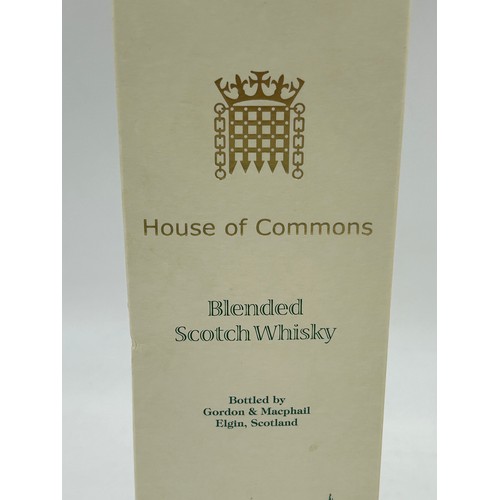 House of Commons
Blended
Scotch Whisky
Bottled by
Gordon & Macphail
Elgin, Scotland